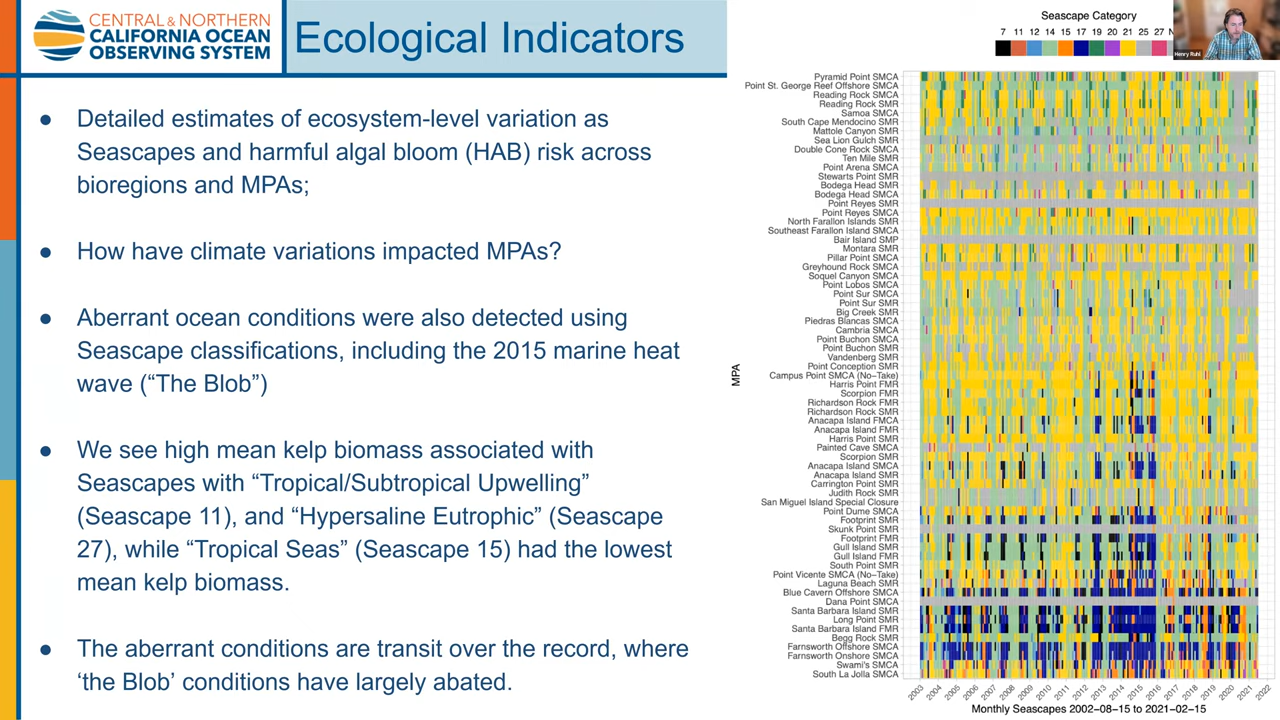 CENTRAL & NORTHERN
CALIFORNIA OCEAN
OBSERVING SYSTEM
Ecological Indicators
● Detailed estimates of ecosystem-level variation as
Seascapes and harmful algal bloom (HAB) risk across
bioregions and MPAs;
● How have climate variations impacted MPAs?
● Aberrant ocean conditions were also detected using
Seascape classifications, including the 2015 marine heat
wave (“The Blob”)
● We see high mean kelp biomass associated with
Seascapes with “Tropical/Subtropical Upwelling”
(Seascape 11), and “Hypersaline Eutrophic” (Seascape
27), while “Tropical Seas” (Seascape 15) had the lowest
mean kelp biomass.
● The aberrant conditions are transit over the record, where
‘the Blob’ conditions have largely abated.
Seascape Category
7 11 12 14 15 17 19 20 21 25 27 N
Henry Ruhl
MPA
Pyramid Point SMCA
Point St. George Reef Offshore SMCA
Reading Rock SMCA
Reading Rock SMR
Samoa SMCA
South Cape Mendocino SMR
Mattole Canyon SMR
Sea Lion Gulch SMR
Double Cone Rock SMCA
Ten Mile SMR
Point Arena SMCA
Stewarts Point SMR
Bodega Head SMR
Bodega Head SMCA
Point Reyes SMR
Point Reyes SMCA
North Farallon Islands SMR
Southeast Farallon Island SMCA
Bair Island SMP
Montara SMR
Pillar Point SMCA
Greyhound Rock SMCA
Soquel Canyon SMCA
Point Lobos SMCA
Point Sur SMCA
Point Sur SMR
Big Creek SMR
Piedras Blancas SMCA
Cambria SMCA
Point Buchon SMCA
Point Buchon SMR
Vandenberg SMR
Point Conception SMR
Campus Point SMCA (No–Take)
Harris Point FMR
Scorpion FMR
Richardson Rock FMR
Richardson Rock SMR
Anacapa Island FMCA
Anacapa Island FMR
Harris Point SMR
Painted Cave SMCA
Scorpion SMR
Anacapa Island SMCA
Anacapa Island SMR
Carrington Point SMR
Judith Rock SMR
San Miguel Island Special Closure
Point Dume SMCA
Footprint SMR
Skunk Point SMR
Footprint FMR
Gull Island SMR
Gull Island FMR
South Point SMR
Point Vicente SMCA (No–Take)
Laguna Beach SMR
Blue Cavern Offshore SMCA
Dana Point SMCA
Santa Barbara Island SMR
Long Point SMR
Santa Barbara Island FMR
Begg Rock SMR
Farnsworth Offshore SMCA
Farnsworth Onshore SMCA
Swami's SMCA
South La Jolla SMCA
2003 2004 2005 2006 2007 2008 2009 2010 2011 2012 2013 2014 2015 2016 2017 2018 2019 2020 2021 2022
Monthly Seascapes 2002–08–15 to 2021–02–15